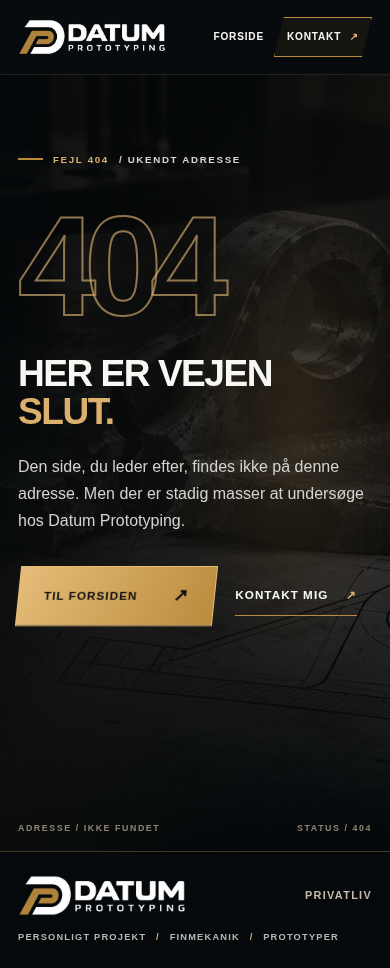 DATUM
PROTOTYPING
FORSIDE
KONTAKT ↗
FEJL 404 / UKENDT ADRESSE
404
HER ER VEJEN
SLUT.
Den side, du leder efter, findes ikke på denne
adresse. Men der er stadig masser at undersøge
hos Datum Prototyping.
TIL FORSIDEN ↗
KONTAKT MIG ↗
ADRESSE / IKKE FUNDET
STATUS / 404
DATUM
PROTOTYPING
PRIVATLIV
PERSONLIGT PROJEKT / FINMEKANIK / PROTOTYPER